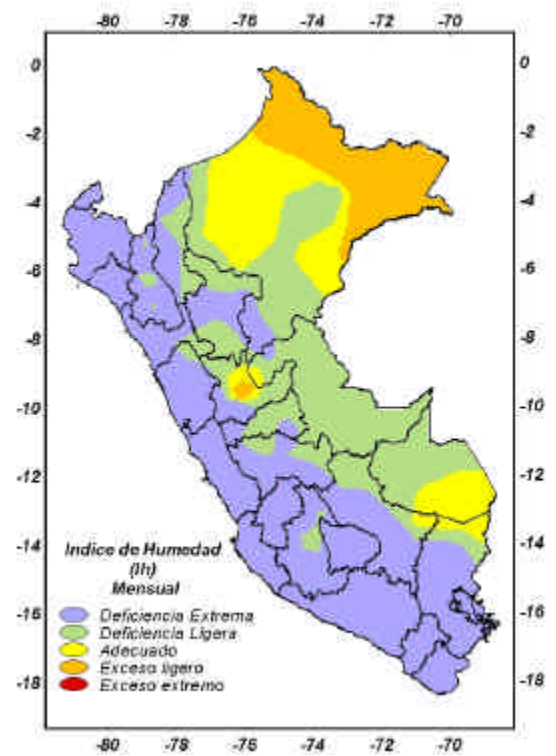 -80 -78 -76 -74 -72 -70
0 0
-2 -2
-4 -4
-6 -6
-8 -8
-10 -10
-12 -12
-14 -14
-16 -16
-18 -18
Indice de Humedad
(Ih)
Mensual
Deficiencia Extrema
Deficiencia Ligera
Adecuado
Exceso ligero
Exceso extremo
-80 -78 -76 -74 -72 -70